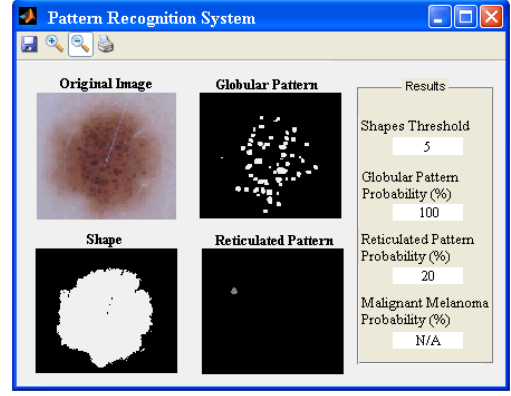 Pattern Recognition System
Original Image
Globular Pattern
Shape
Reticulated Pattern
Results
Shapes Threshold
5
Globular Pattern
Probability (%)
100
Reticulated Pattern
Probability (%)
20
Malignant Melanoma
Probability (%)
N/A